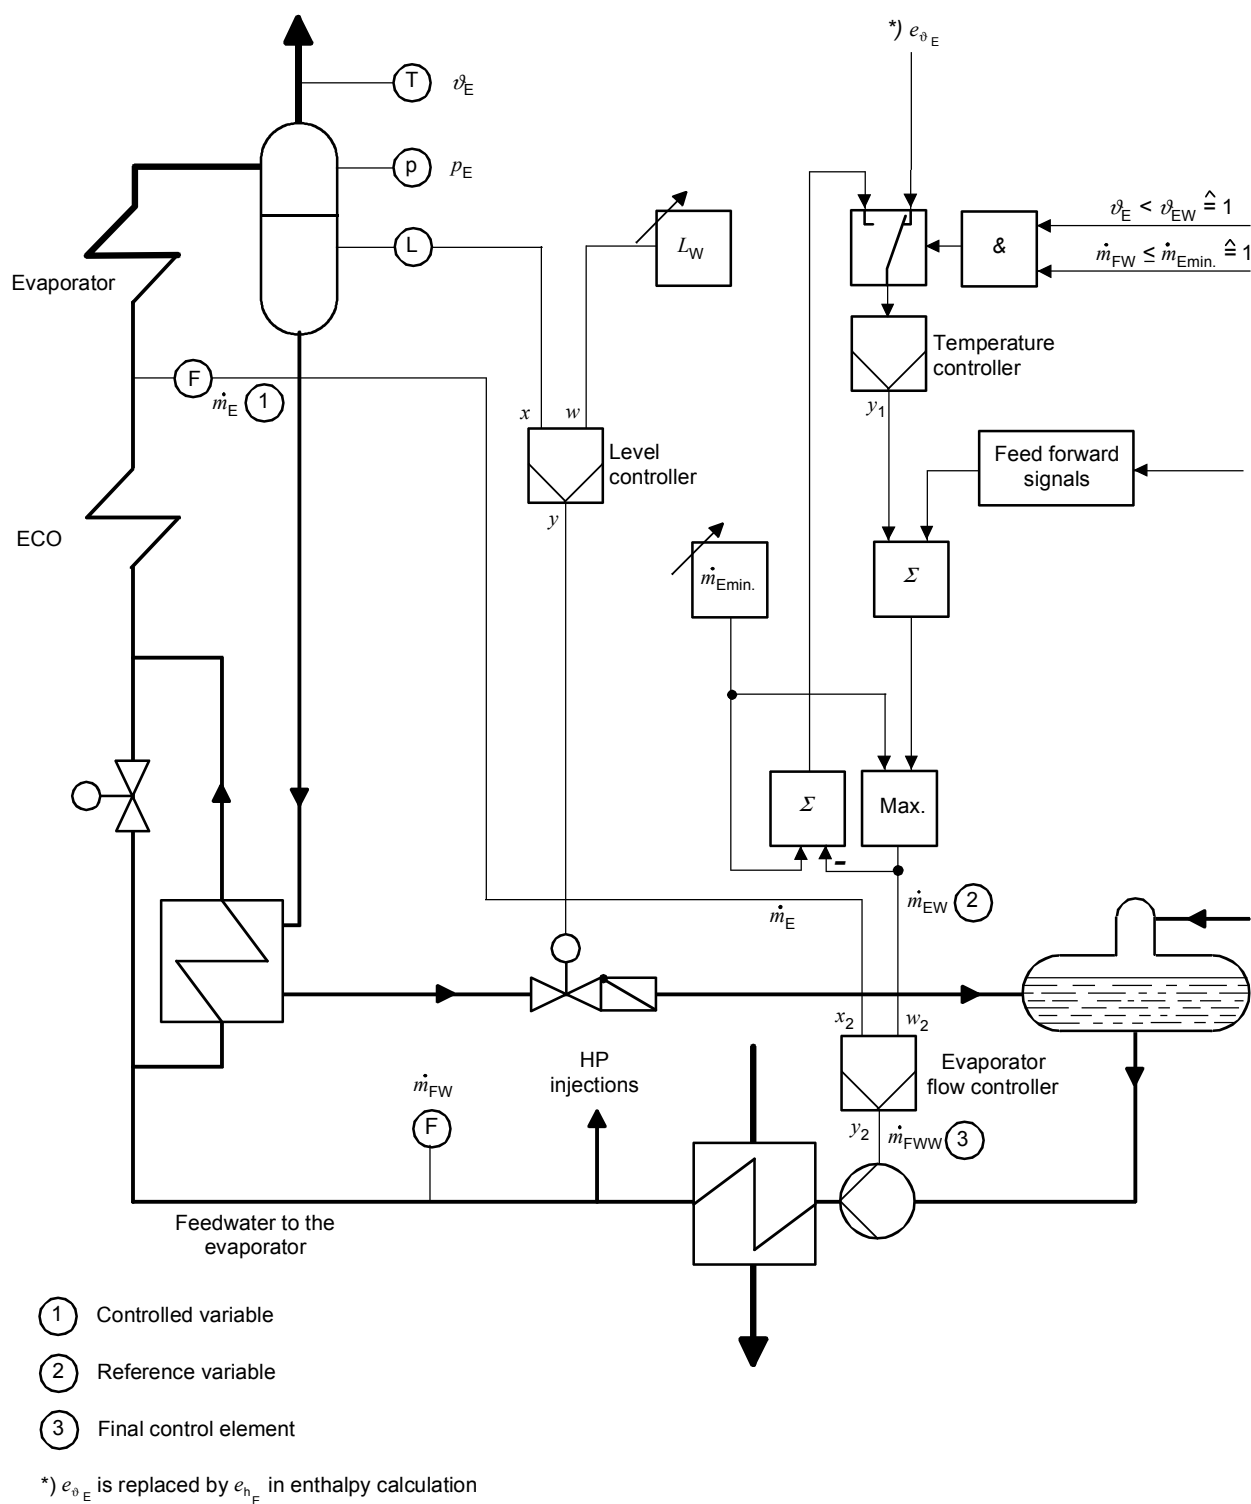 *) e ϑ E
T ϑE
p pE
ϑE < ϑEW ≙ 1
L
LW
&
ṁFW ≤ ṁEmin. ≙ 1
Evaporator
Temperature
controller
F
ṁE 1
y1
x w
Level
controller
Feed forward
signals
y
ECO
ṁEmin.
Σ
Σ
Max.
-
ṁE
ṁEW 2
x2 w2
HP
injections
Evaporator
flow controller
ṁFW
F
y2 ṁFWW 3
Feedwater to the
evaporator
1 Controlled variable
2 Reference variable
3 Final control element
*) e ϑ E is replaced by e h E in enthalpy calculation